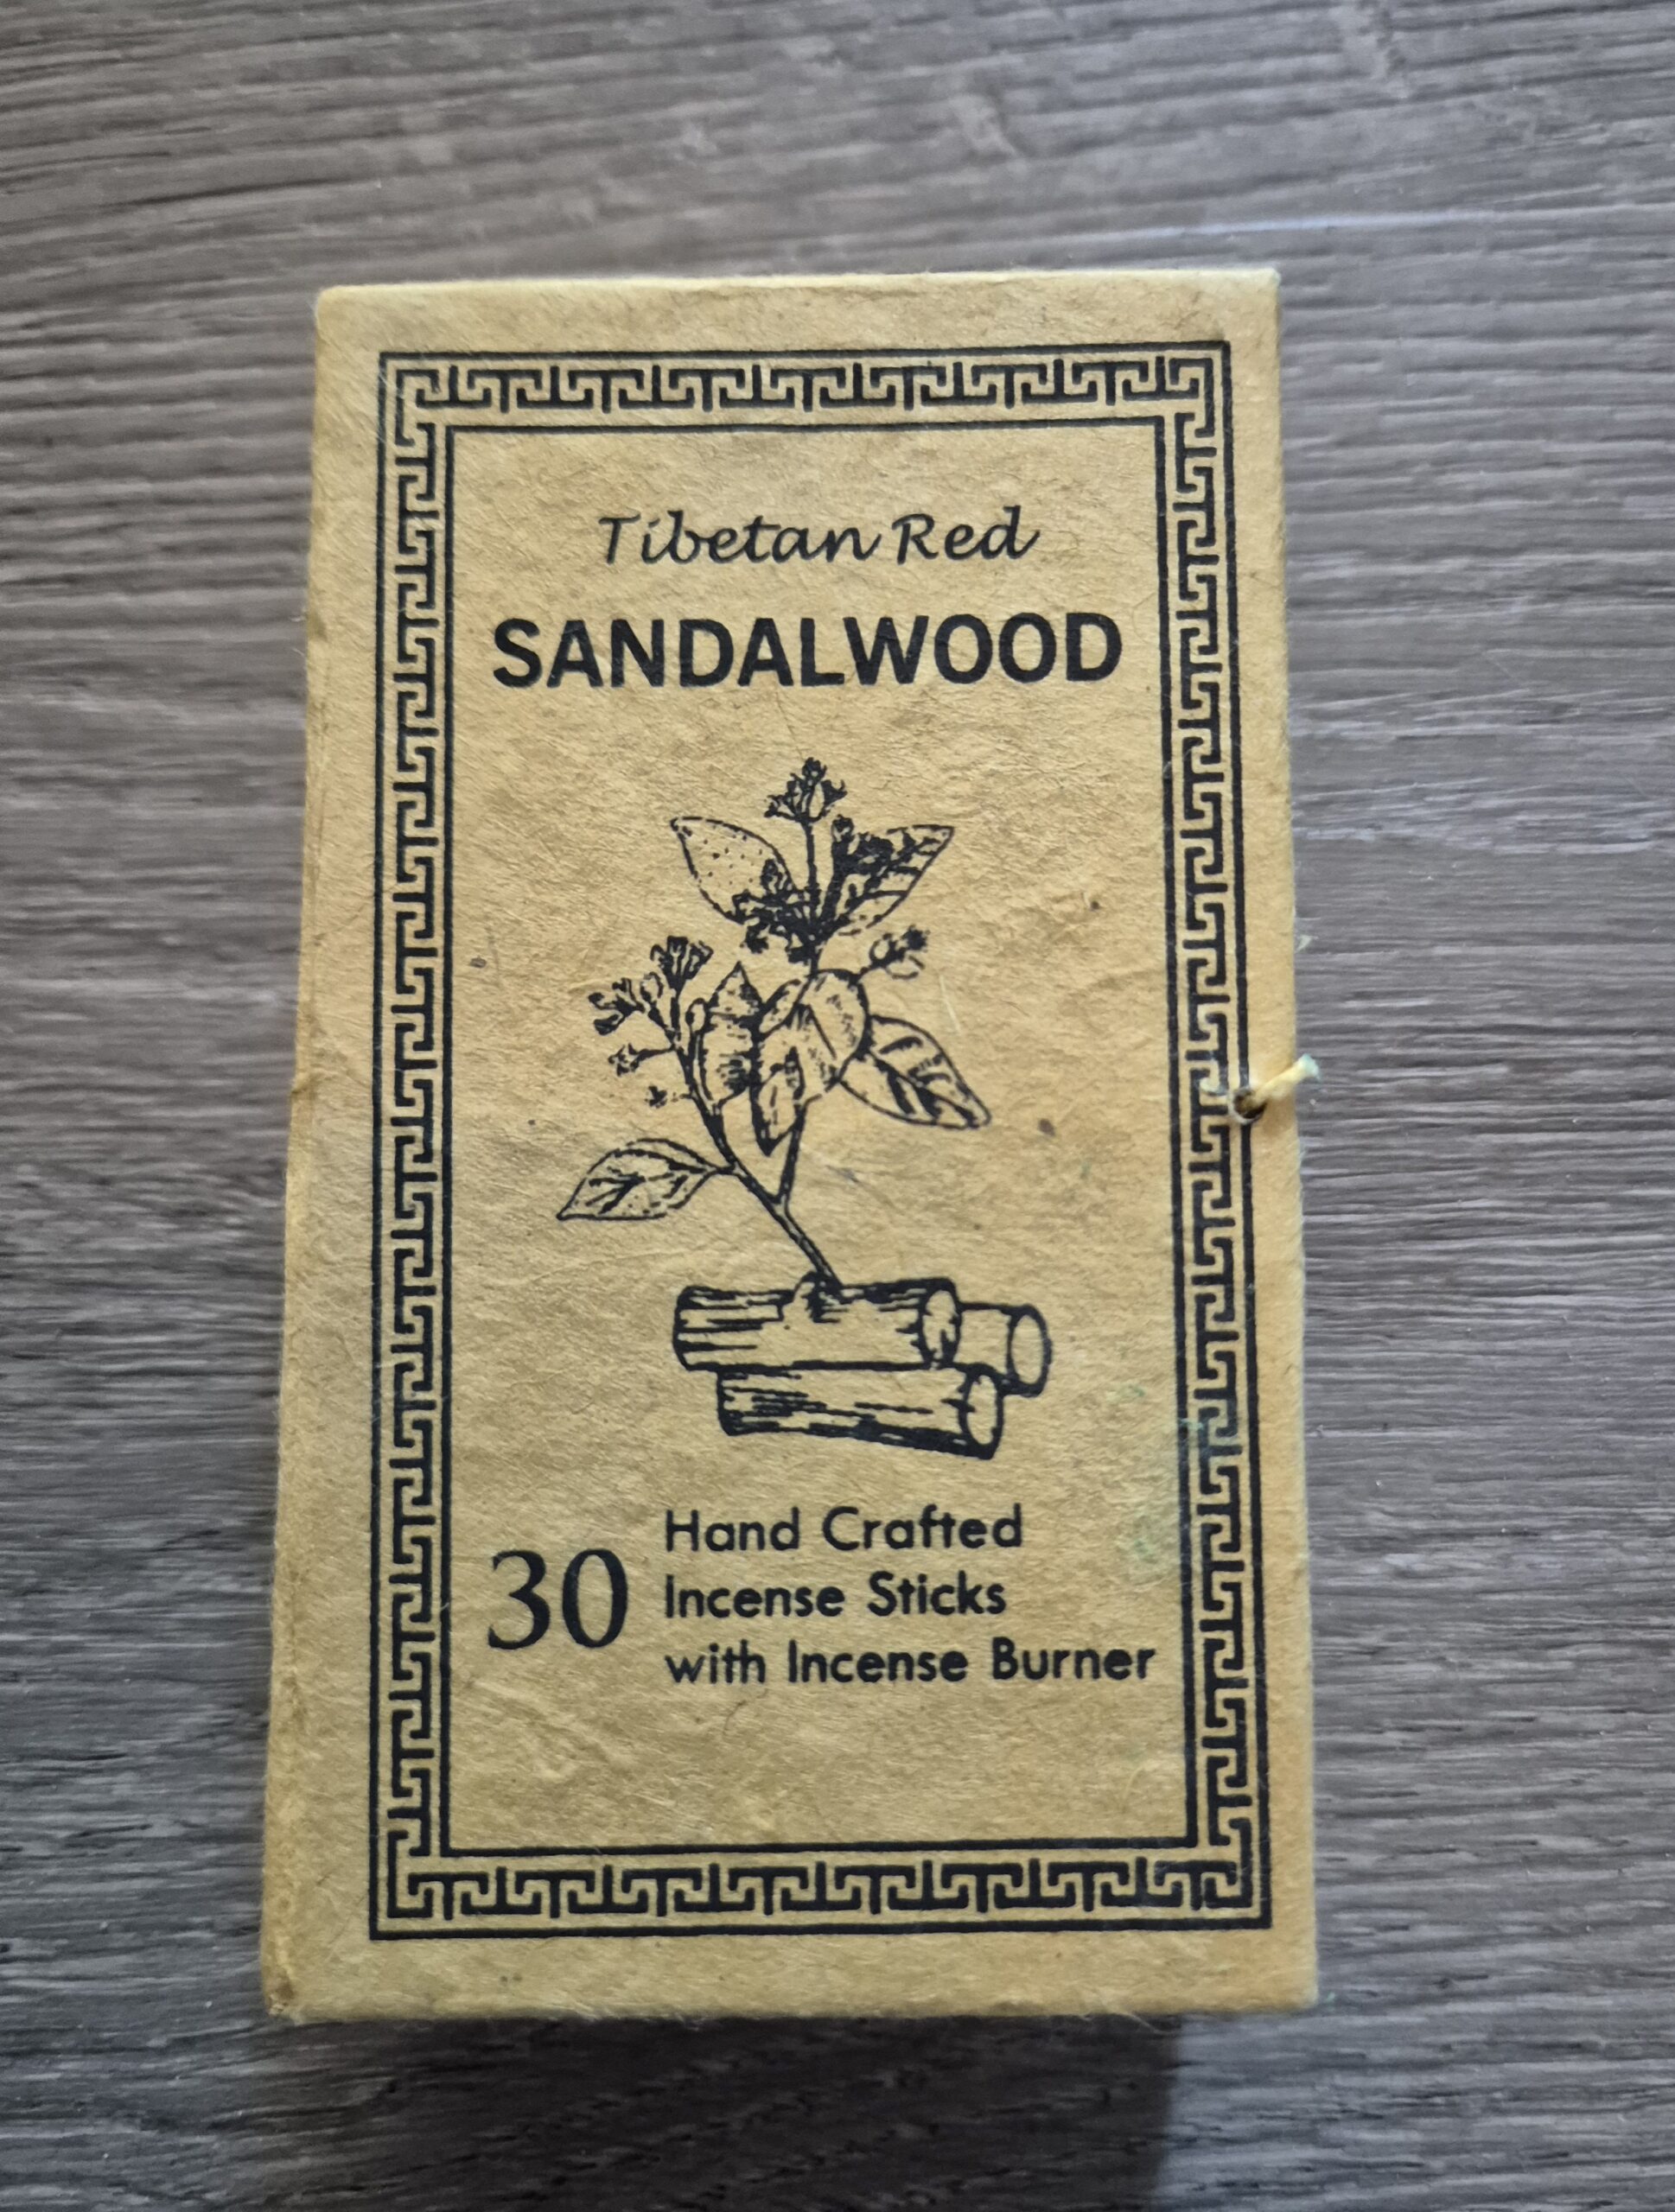 Tibetan Red
SANDALWOOD
30
Hand Crafted
Incense Sticks
with Incense Burner